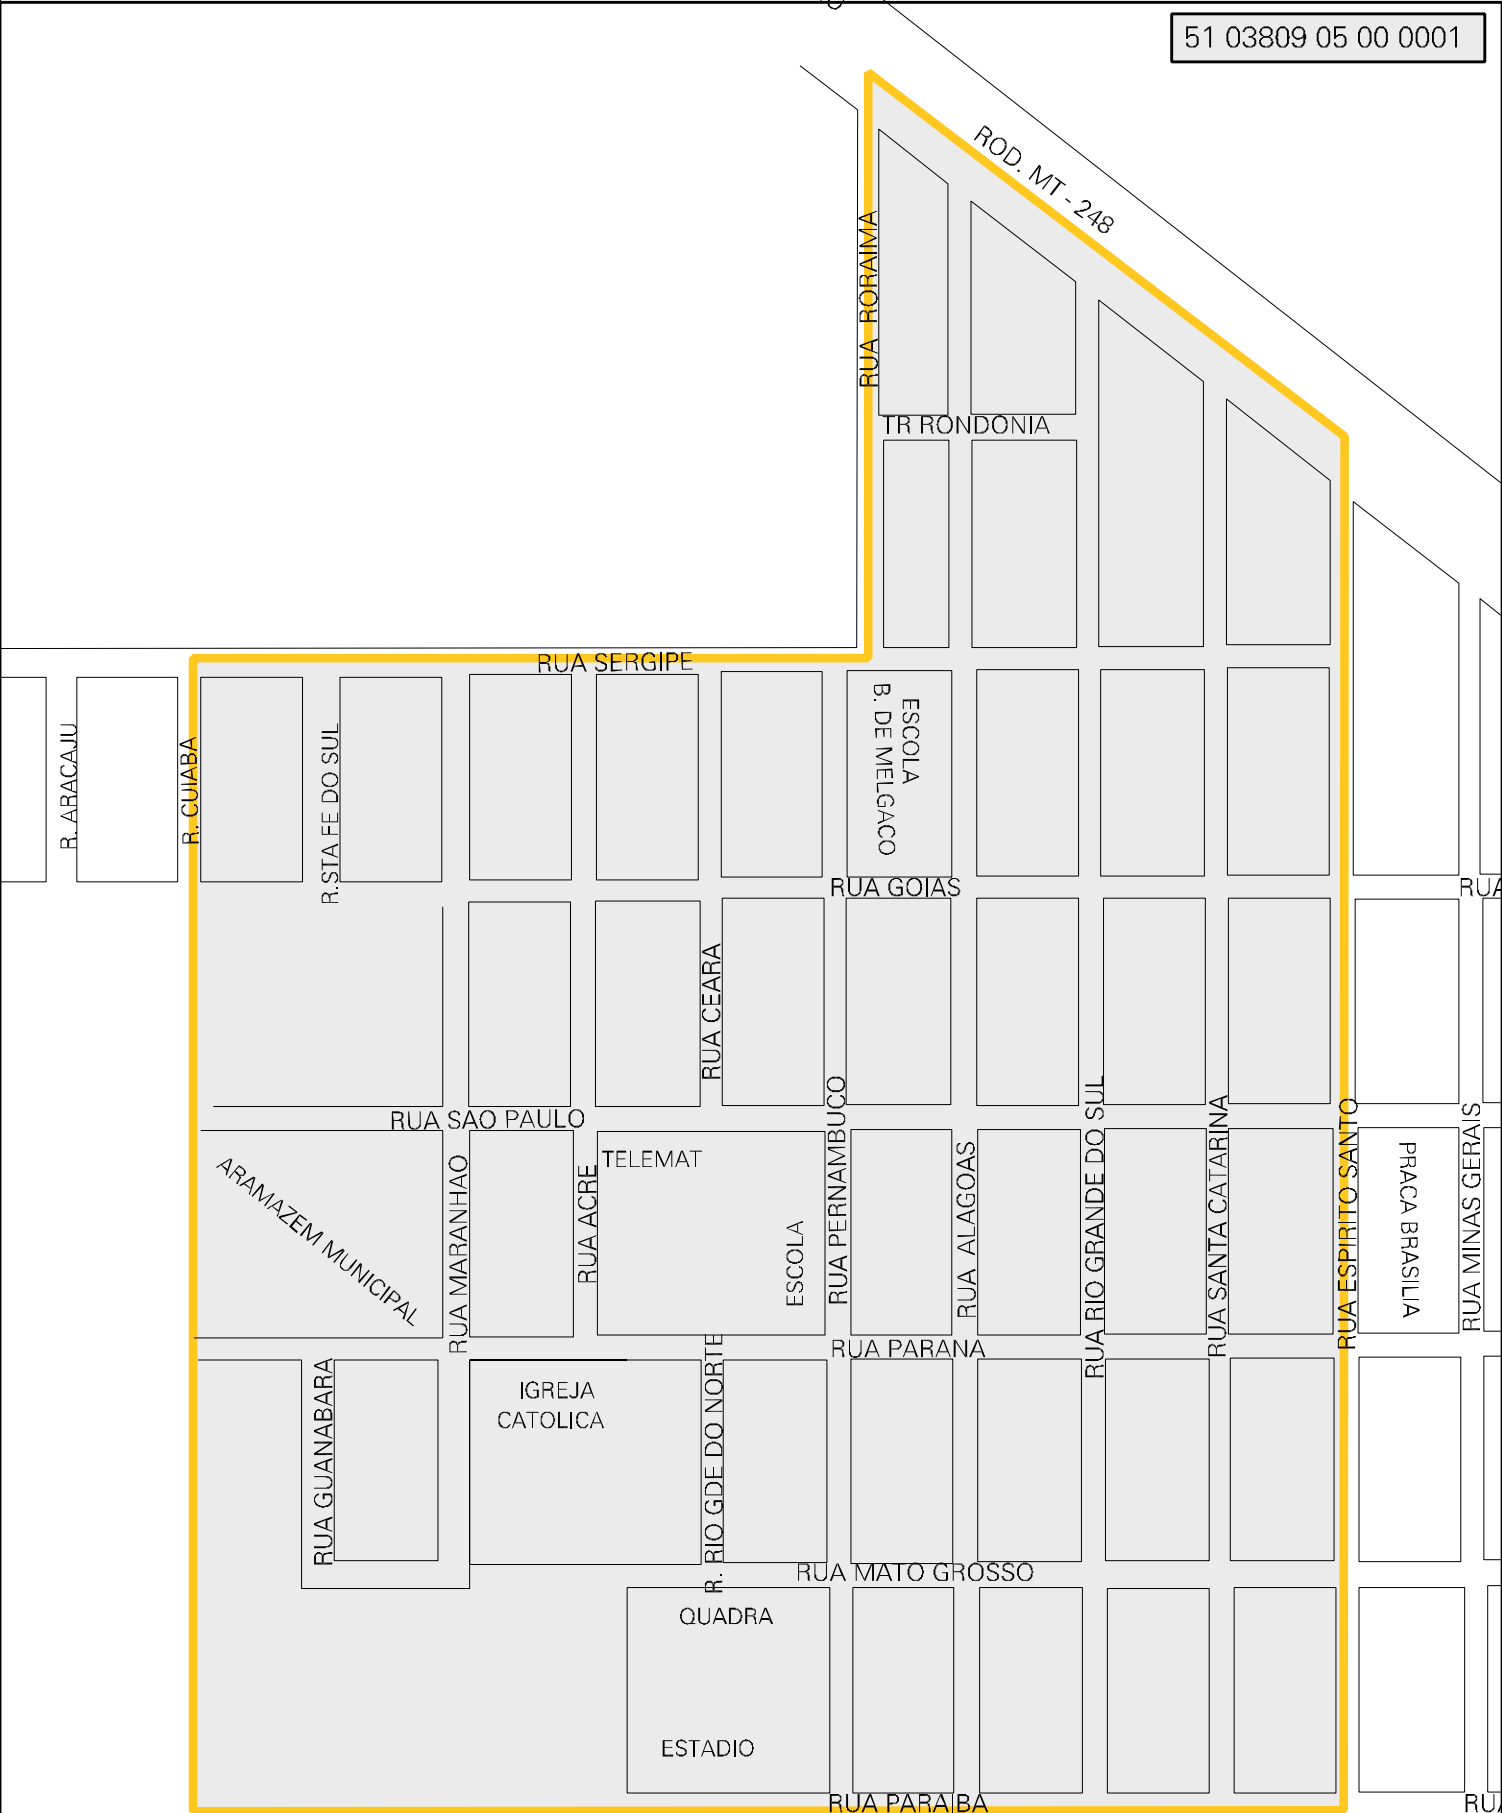 51 03809 05 00 0001
ROD. MT - 248
RUA RORAIMA
TR RONDONIA
RUA SERGIPE
R. ARACAJU
R. CUIABA
R.STA FE DO SUL
ESCOLA
B. DE MELGACO
RUA GOIAS
RUA
RUA CEARA
RUA SAO PAULO
ARAMAZEM MUNICIPAL
RUA MARANHAO
RUA ACRE
TELEMAT
ESCOLA
RUA PERNAMBUCO
RUA ALAGOAS
RUA RIO GRANDE DO SUL
RUA SANTA CATARINA
RUA ESPIRITO SANTO
PRACA BRASILIA
RUA MINAS GERAIS
RUA PARANA
RUA GUANABARA
IGREJA
CATOLICA
R. RIO GDE DO NORTE
RUA MATO GROSSO
QUADRA
ESTADIO
RUA PARAIBA
RUA